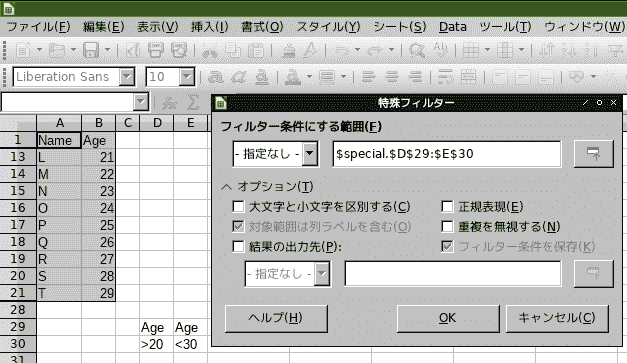 ファイル(F) 編集(E) 表示(V) 挿入(I) 書式(O) スタイル(Y) シート(S) Data ツール(T) ウィンドウ(W)
Liberation Sans 10
特殊フィルター
フィルター条件にする範囲(F)
- 指定なし - $special.$D$29:$E$30
オプション(T)
大文字と小文字を区別する(C) 正規表現(E)
対象範囲は列ラベルを含む(O) 重複を無視する(N)
結果の出力先(P): フィルター条件を保存(K)
- 指定なし -
ヘルプ(H) OK キャンセル(C)
A B C D E
1 Name Age
13 L 21
14 M 22
15 N 23
16 O 24
17 P 25
18 Q 26
19 R 27
20 S 28
21 T 29
28
29 Age Age
30 >20 <30
31